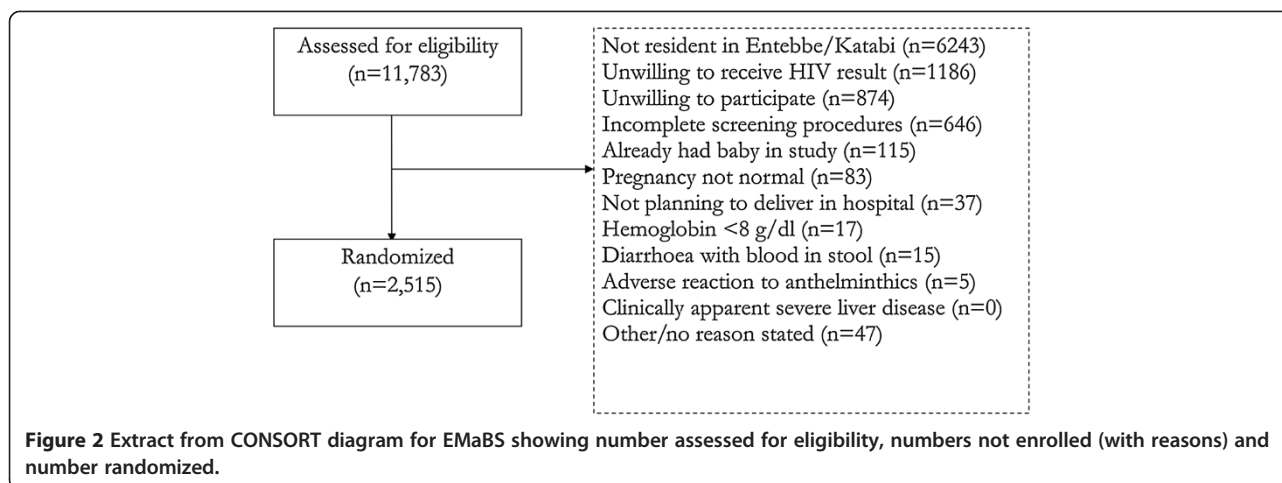 Assessed for eligibility
(n=11,783)
Randomized
(n=2,515)
Not resident in Entebbe/Katabi (n=6243)
Unwilling to receive HIV result (n=1186)
Unwilling to participate (n=874)
Incomplete screening procedures (n=646)
Already had baby in study (n=115)
Pregnancy not normal (n=83)
Not planning to deliver in hospital (n=37)
Hemoglobin <8 g/dl (n=17)
Diarrhoea with blood in stool (n=15)
Adverse reaction to anthelminthics (n=5)
Clinically apparent severe liver disease (n=0)
Other/no reason stated (n=47)
Figure 2 Extract from CONSORT diagram for EMaBS showing number assessed for eligibility, numbers not enrolled (with reasons) and
number randomized.